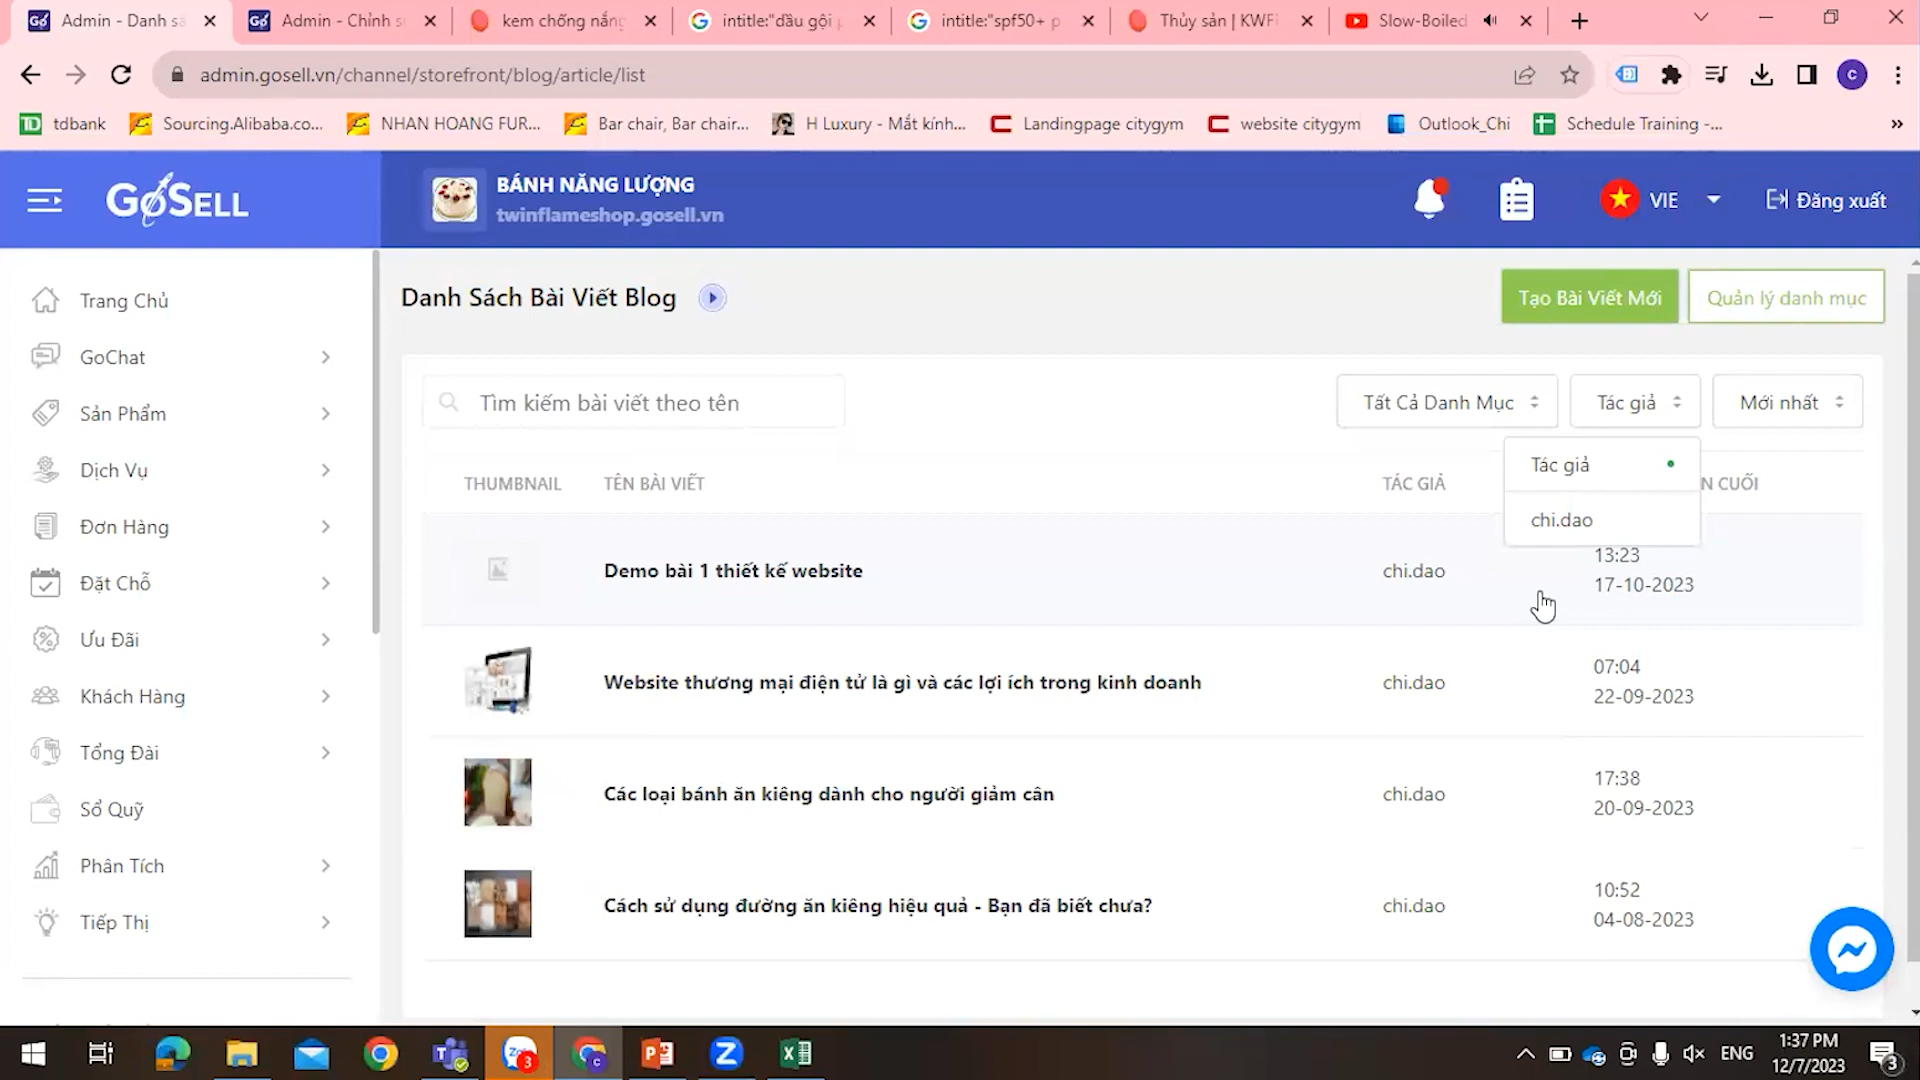 Admin - Danh sá
Admin - Chỉnh s
kem chống nắng
intitle:"dầu gội
intitle:"spf50+ p
Thủy sản | KWFi
Slow-Boiled
admin.gosell.vn/channel/storefront/blog/article/list
C
TD tdbank
Sourcing.Alibaba.co...
NHAN HOANG FUR...
Bar chair, Bar chair...
H Luxury - Mắt kính...
Landingpage citygym
website citygym
Outlook_Chi
Schedule Training -...
»
GOSELL
BÁNH NĂNG LƯỢNG
twinflameshop.gosell.vn
VIE
Đăng xuất
Trang Chủ
GoChat
Sản Phẩm
Dịch Vụ
Đơn Hàng
Đặt Chỗ
Ưu Đãi
Khách Hàng
Tổng Đài
Sổ Quỹ
Phân Tích
Tiếp Thị
Danh Sách Bài Viết Blog
Tạo Bài Viết Mới
Quản lý danh mục
Tìm kiếm bài viết theo tên
Tất Cả Danh Mục
Tác giả
Mới nhất
Tác giả
chi.dao
THUMBNAIL
TÊN BÀI VIẾT
TÁC GIẢ
N CUỐI
Demo bài 1 thiết kế website
chi.dao
13:23
17-10-2023
Website thương mại điện tử là gì và các lợi ích trong kinh doanh
chi.dao
07:04
22-09-2023
Các loại bánh ăn kiêng dành cho người giảm cân
chi.dao
17:38
20-09-2023
Cách sử dụng đường ăn kiêng hiệu quả - Bạn đã biết chưa?
chi.dao
10:52
04-08-2023
3
ENG
1:37 PM
12/7/2023
3